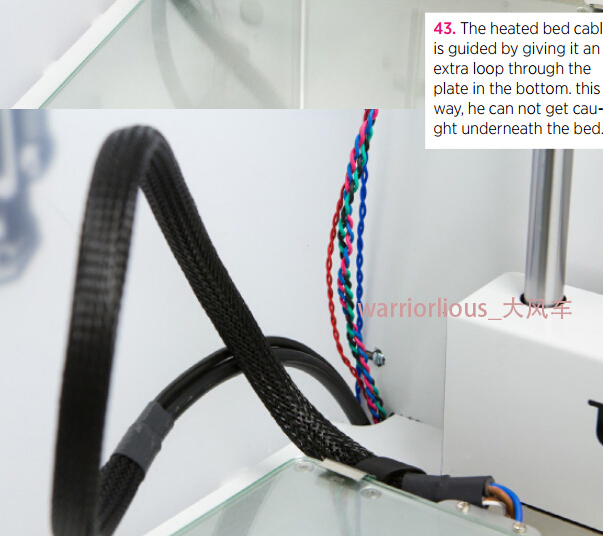 43. The heated bed cabl
is guided by giving it an
extra loop through the
plate in the bottom. this
way, he can not get cau-
ght underneath the bed.
warriorlious_大风车